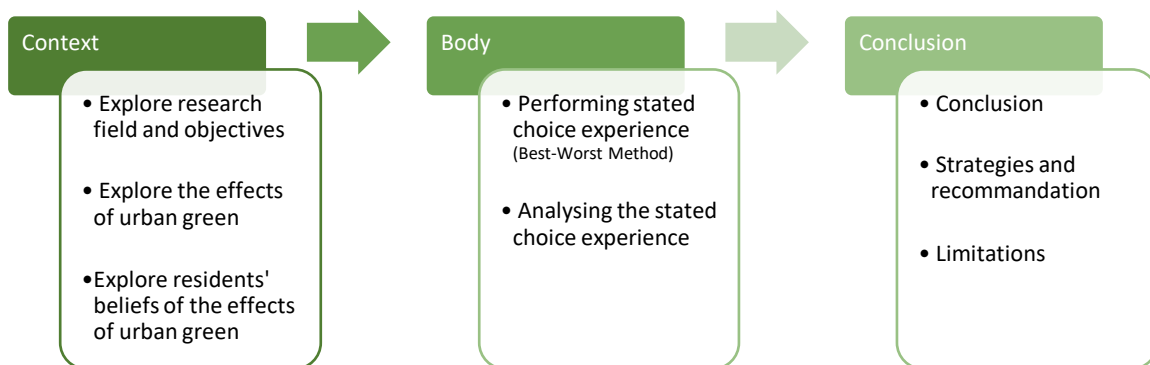 Context
• Explore research
field and objectives
• Explore the effects
of urban green
•Explore residents'
beliefs of the effects
of urban green
Body
• Performing stated
choice experience
(Best-Worst Method)
• Analysing the stated
choice experience
Conclusion
• Conclusion
• Strategies and
recommandation
• Limitations